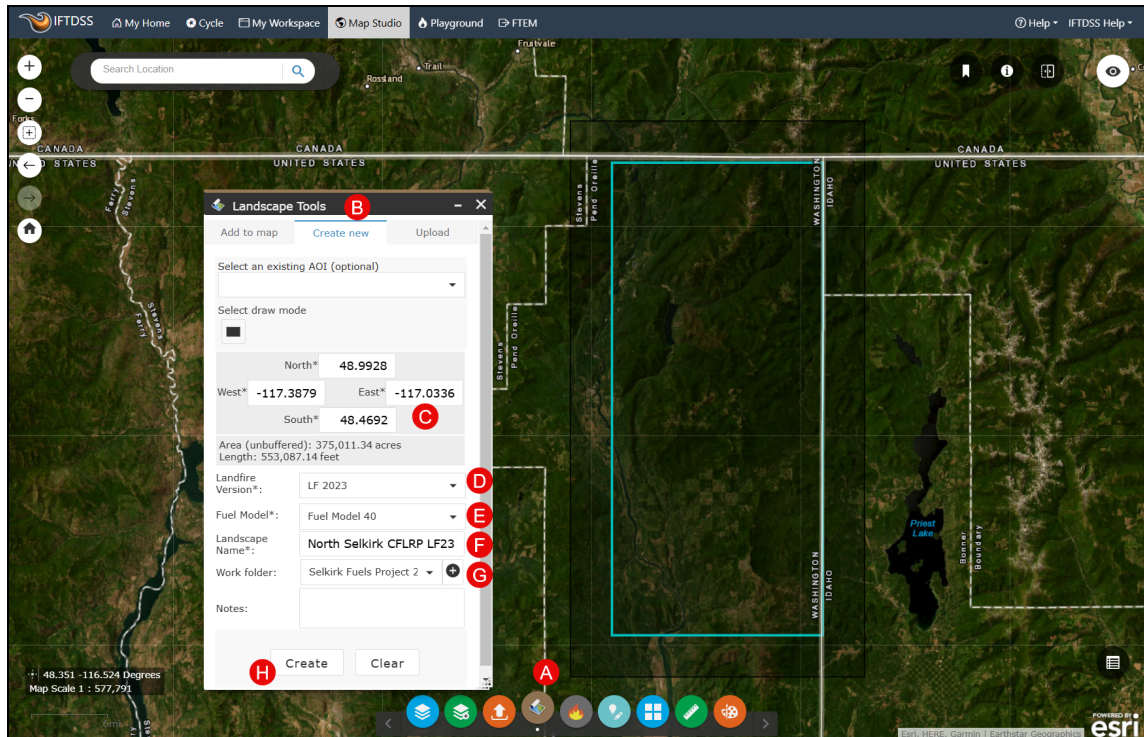 IFTDSS My Home Cycle My Workspace Map Studio Playground FTEM Help IFTDSS Help
Search Location
Fruitvale
Trail
Rossland
Forks
CANADA
UNITED STATES
CANADA
UNITED STATES
CANADA
UNITED STATES
Ferry
Stevens
Stevens
Ferry
Stevens
Pend Oreille
Stevens
Pend Oreille
WASHINGTON
IDAHO
WASHINGTON
IDAHO
Priest
Lake
Bonner
Boundary
Landscape Tools B
Add to map Create new Upload
Select an existing AOI (optional)
Select draw mode
North* 48.9928
West* -117.3879 East* -117.0336
South* 48.4692 C
Area (unbuffered): 375,011.34 acres
Length: 553,087.14 feet
Landfire
Version*: LF 2023 D
Fuel Model*: Fuel Model 40 E
Landscape
Name*: North Selkirk CFLRP LF23 F
Work folder: Selkirk Fuels Project 2 G
Notes:
H Create Clear
A
48.351 -116.524 Degrees
Map Scale 1 : 577,791
6mi
Esri, HERE, Garmin | Earthstar Geographics
POWERED BY
esri